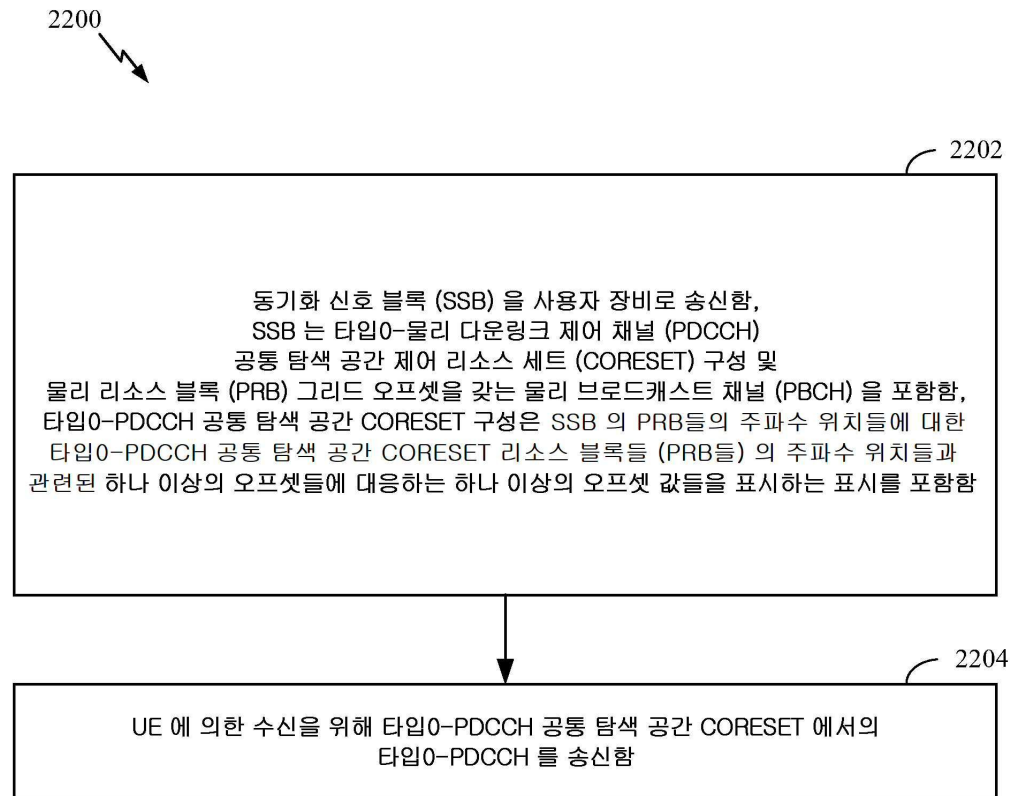 2200
2202
동기화 신호 블록 (SSB) 을 사용자 장비로 송신함,
SSB 는 타입0-물리 다운링크 제어 채널 (PDCCH)
공통 탐색 공간 제어 리소스 세트 (CORESET) 구성 및
물리 리소스 블록 (PRB) 그리드 오프셋을 갖는 물리 브로드캐스트 채널 (PBCH) 을 포함함,
타입0-PDCCH 공통 탐색 공간 CORESET 구성은 SSB 의 PRB들의 주파수 위치들에 대한
타입0-PDCCH 공통 탐색 공간 CORESET 리소스 블록들 (PRB들) 의 주파수 위치들과
관련된 하나 이상의 오프셋들에 대응하는 하나 이상의 오프셋 값들을 표시하는 표시를 포함함
2204
UE 에 의한 수신을 위해 타입0-PDCCH 공통 탐색 공간 CORESET 에서의
타입0-PDCCH 를 송신함